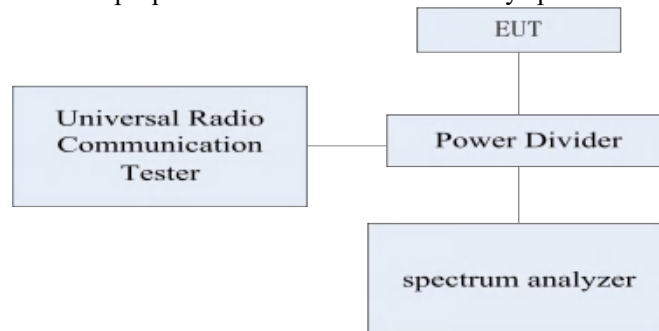 EUT
Universal Radio
Communication
Tester
Power Divider
spectrum analyzer